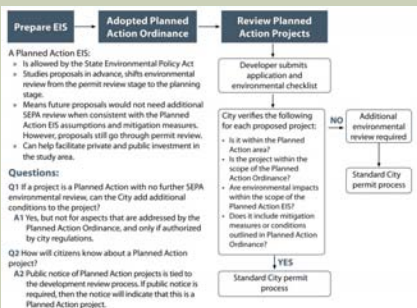 Prepare EIS
Adopted Planned
Action Ordinance
Review Planned
Action Projects
A Planned Action EIS:
» Is allowed by the State Environmental Policy Act
» Studies proposals in advance, shifts environmental
review from the permit review stage to the planning
stage.
» Means future proposals would not need additional
SEPA review when consistent with the Planned
Action EIS assumptions and mitigation measures.
However, proposals still go through permit review.
» Can help facilitate private and public investment in
the study area.
Questions:
Q1 If a project is a Planned Action with no further SEPA
environmental review, can the City add additional
conditions to the project?
A1 Yes, but not for aspects that are addressed by the
Planned Action Ordinance, and only if authorized
by city regulations.
Q2 How will citizens know about a Planned Action
project?
A2 Public notice of Planned Action projects is tied to
the development review process. If public notice is
required, then the notice will indicate that this is a
Planned Action project.
Developer submits
application and
environmental checklist
City verifies the following
for each proposed project:
• Is it within the Planned
Action area?
• Is the project within the
scope of the Planned
Action Ordinance?
• Are environmental impacts
within the scope of the
Planned Action EIS?
• Does it include mitigation
measures or conditions
outlined in Planned Action
Ordinance?
NO
Additional
environmental
review required
Standard City
permit process
YES
Standard City permit
process